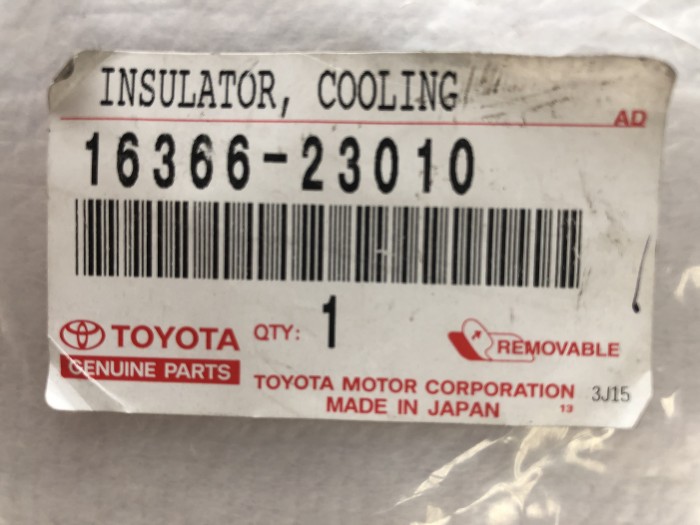 INSULATOR, COOLING
AD
16366-23010
TOYOTA QTY: 1
REMOVABLE
GENUINE PARTS
TOYOTA MOTOR CORPORATION 3J15
MADE IN JAPAN 13